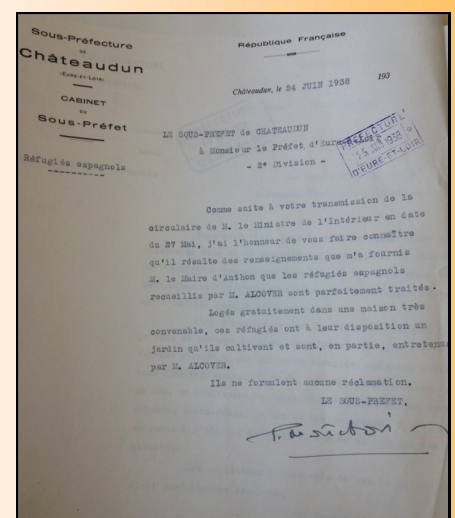 Sous-Préfecture
DE
Châteaudun
(EURE-ET-LOIR)
CABINET
DU
Sous-Préfet
Réfugiés espagnols
République Française
Châteaudun, le 24 JUIN 1938 193
LE SOUS-PREFET de CHATEAUDUN
à Monsieur le Préfet d'Eure-
- 2° Division -
PREFECTURE
25 JUIN 1938
D'EURE-ET-LOIR
Comme suite à votre transmission de la
circulaire de M. le Ministre de l'Intérieur en date
du 27 Mai, j'ai l'honneur de vous faire connaître
qu'il résulte des renseignements que m'a fournis
M. le Maire d'Authon que les réfugiés espagnols
recueillis par M. ALCOVER sont parfaitement traités.
Logés gratuitement dans une maison très
convenable, ces réfugiés ont à leur disposition un
jardin qu'ils cultivent et sont, en partie, entretenus
par M. ALCOVER.
Ils ne formulent aucune réclamation.
LE SOUS-PREFET,